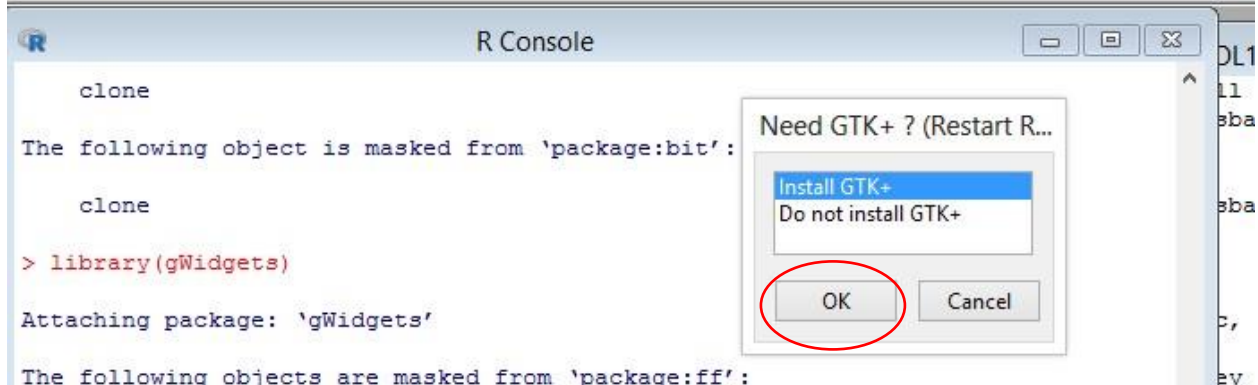 R Console
clone
The following object is masked from ‘package:bit’:
clone
> library(gWidgets)
Attaching package: ‘gWidgets’
The following objects are masked from ‘package:ff’:
Need GTK+ ? (Restart R...
Install GTK+
Do not install GTK+
OK
Cancel